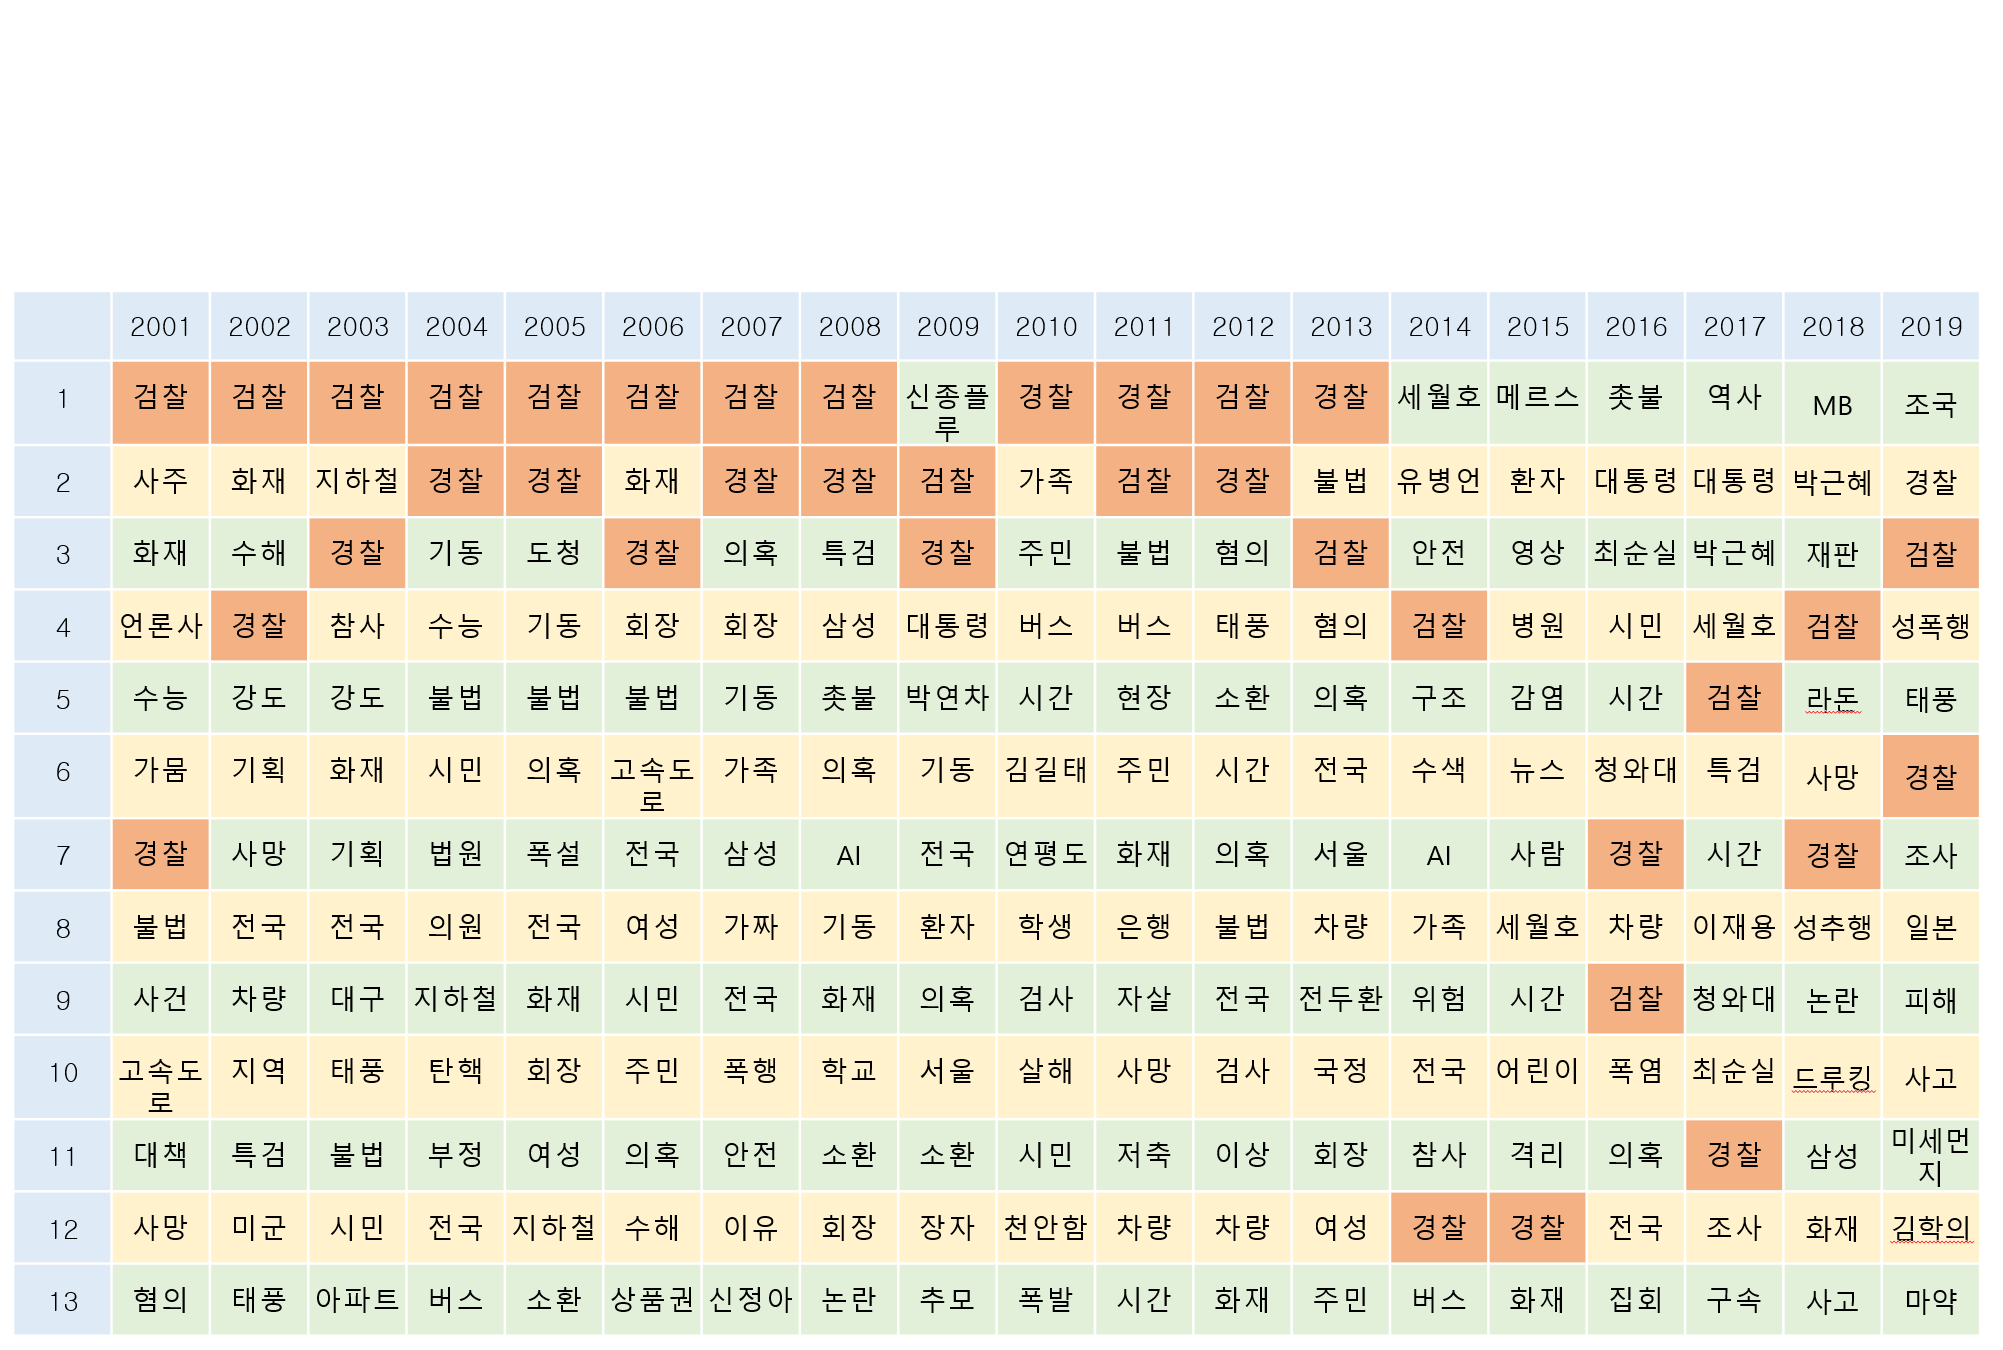 2001 2002 2003 2004 2005 2006 2007 2008 2009 2010 2011 2012 2013 2014 2015 2016 2017 2018 2019
1 검찰 검찰 검찰 검찰 검찰 검찰 검찰 검찰 신종플루 경찰 경찰 검찰 경찰 세월호 메르스 촛불 역사 MB 조국
2 사주 화재 지하철 경찰 경찰 화재 경찰 경찰 검찰 가족 검찰 경찰 불법 유병언 환자 대통령 대통령 박근혜 경찰
3 화재 수해 경찰 기동 도청 경찰 의혹 특검 경찰 주민 불법 혐의 검찰 안전 영상 최순실 박근혜 재판 검찰
4 언론사 경찰 참사 수능 기동 회장 회장 삼성 대통령 버스 버스 태풍 혐의 검찰 병원 시민 세월호 검찰 성폭행
5 수능 강도 강도 불법 불법 불법 기동 촛불 박연차 시간 현장 소환 의혹 구조 감염 시간 검찰 라돈 태풍
6 가뭄 기획 화재 시민 의혹 고속도로 가족 의혹 기동 김길태 주민 시간 전국 수색 뉴스 청와대 특검 사망 경찰
7 경찰 사망 기획 법원 폭설 전국 삼성 AI 전국 연평도 화재 의혹 서울 AI 사람 경찰 시간 경찰 조사
8 불법 전국 전국 의원 전국 여성 가짜 기동 환자 학생 은행 불법 차량 가족 세월호 차량 이재용 성추행 일본
9 사건 차량 대구 지하철 화재 시민 전국 화재 의혹 검사 자살 전국 전두환 위험 시간 검찰 청와대 논란 피해
10 고속도로 지역 태풍 탄핵 회장 주민 폭행 학교 서울 살해 사망 검사 국정 전국 어린이 폭염 최순실 드루킹 사고
11 대책 특검 불법 부정 여성 의혹 안전 소환 소환 시민 저축 이상 회장 참사 격리 의혹 경찰 삼성 미세먼지
12 사망 미군 시민 전국 지하철 수해 이유 회장 장자 천안함 차량 차량 여성 경찰 경찰 전국 조사 화재 김학의
13 혐의 태풍 아파트 버스 소환 상품권 신정아 논란 추모 폭발 시간 화재 주민 버스 화재 집회 구속 사고 마약